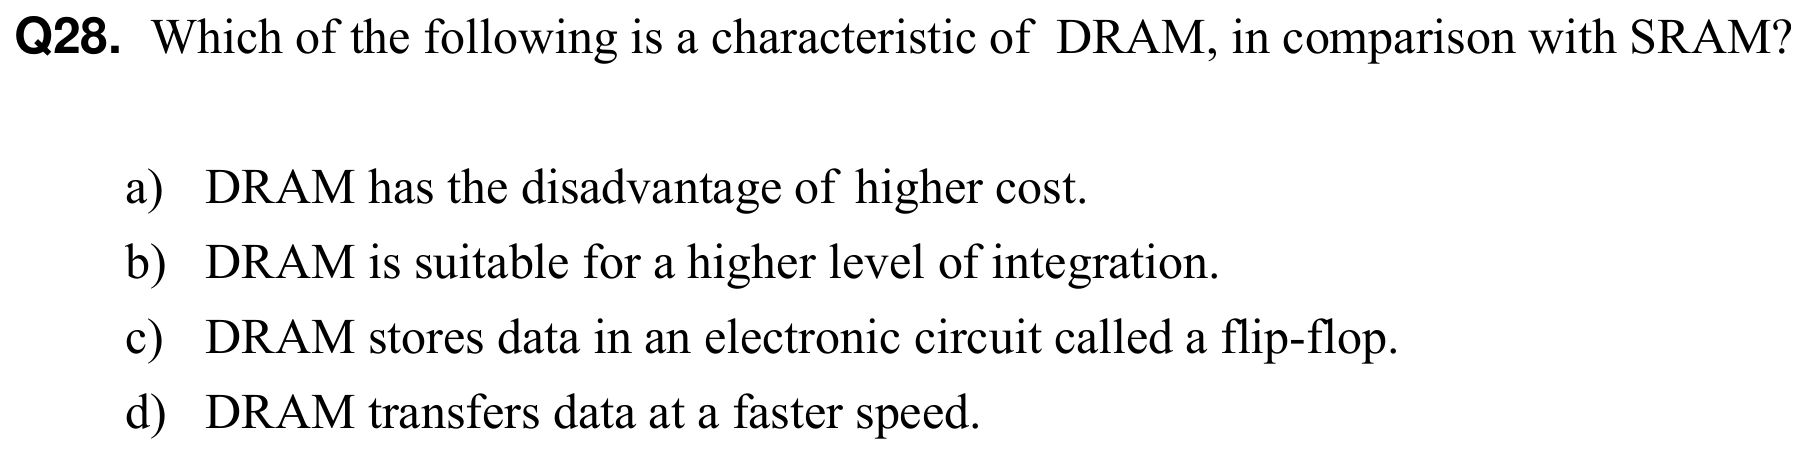 Q28. Which of the following is a characteristic of DRAM, in comparison with SRAM?
a) DRAM has the disadvantage of higher cost.
b) DRAM is suitable for a higher level of integration.
c) DRAM stores data in an electronic circuit called a flip-flop.
d) DRAM transfers data at a faster speed.